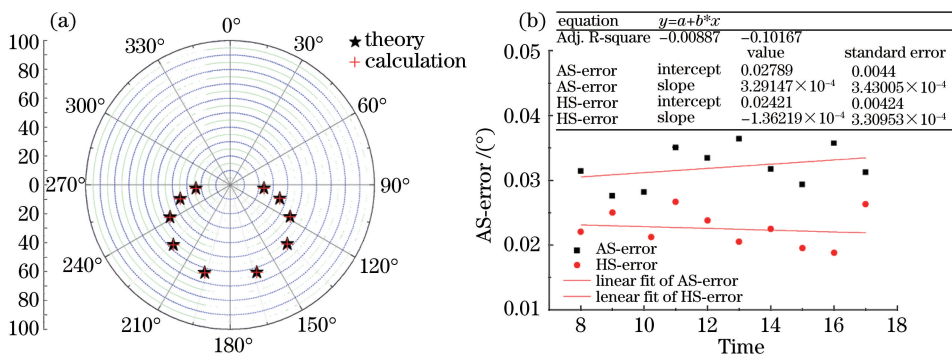 (a)
0°
30°
60°
90°
120°
150°
180°
210°
240°
270°
300°
330°
100
80
60
40
20
0
20
40
60
80
100
theory
calculation
(b)
equation y=a+b*x
Adj. R-square −0.00887 −0.10167
value standard error
AS-error intercept 0.02789 0.0044
AS-error slope 3.29147×10⁻⁴ 3.43005×10⁻⁴
HS-error intercept 0.02421 0.00424
HS-error slope −1.36219×10⁻⁴ 3.30953×10⁻⁴
0.05
0.04
0.03
0.02
0.01
AS-error /(°)
AS-error
HS-error
linnear fit of AS-error
lenear fit of HS-error
8 10 12 14 16 18
Time